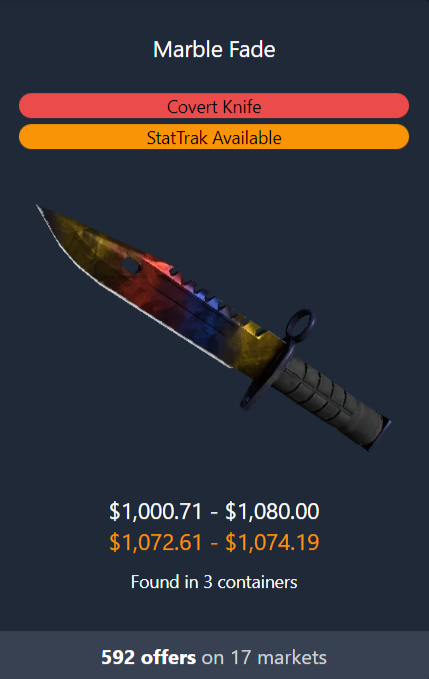 Marble Fade
Covert Knife
StatTrak Available
$1,000.71 - $1,080.00
$1,072.61 - $1,074.19
Found in 3 containers
592 offers on 17 markets